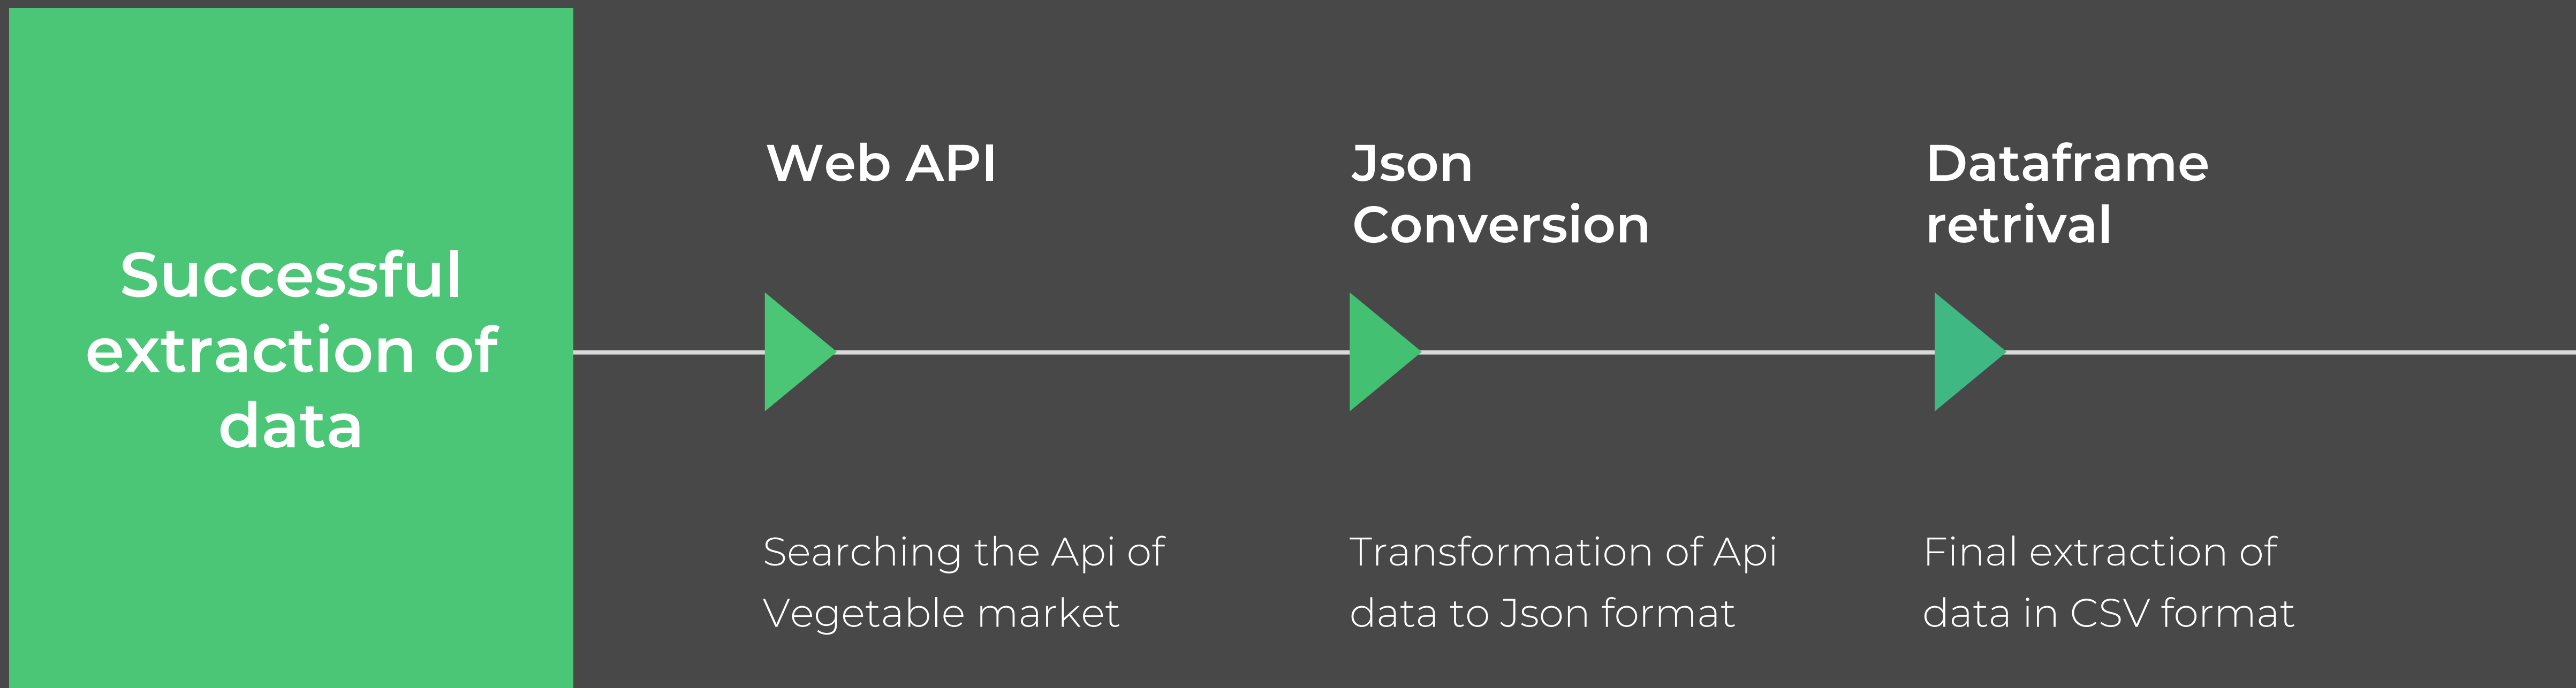 Successful
extraction of
data
Web API
Searching the Api of
Vegetable market
Json
Conversion
Transformation of Api
data to Json format
Dataframe
retrival
Final extraction of
data in CSV format